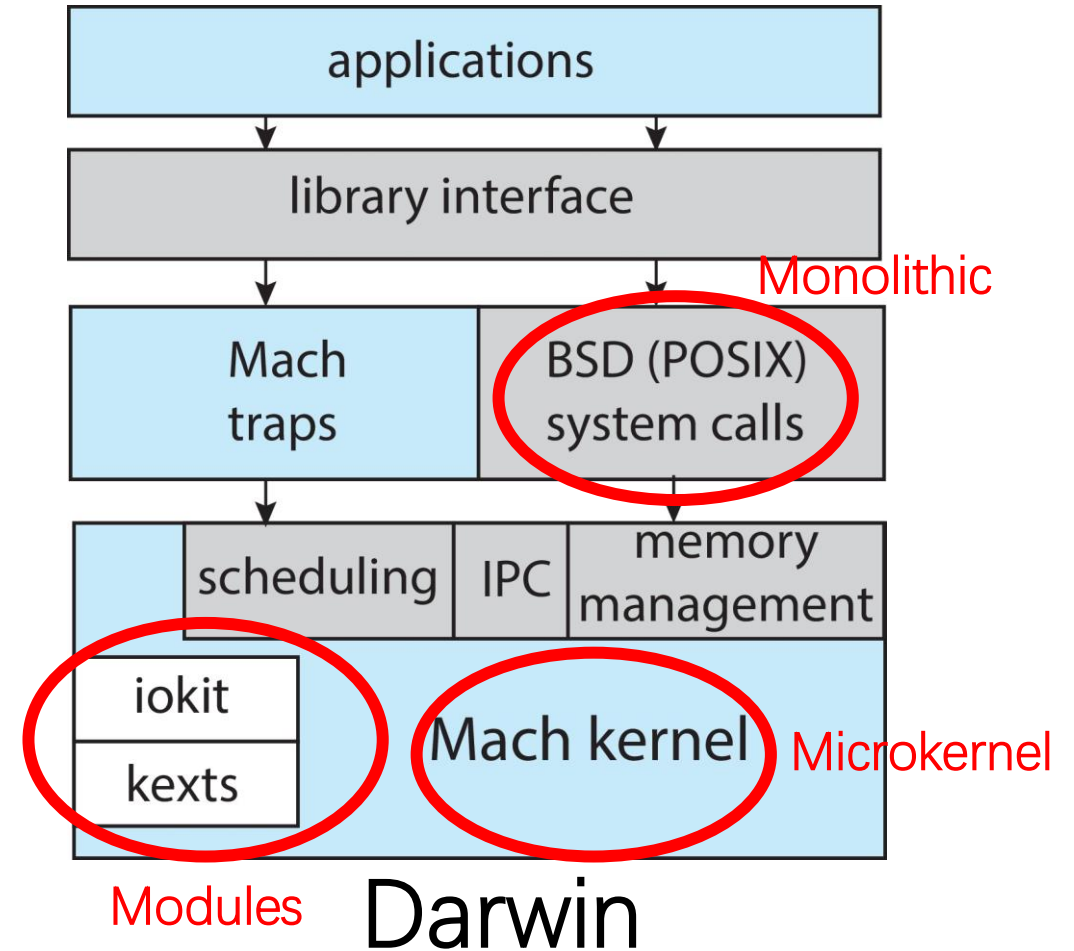 applications
library interface
Monolithic
Mach
traps
BSD (POSIX)
system calls
scheduling
IPC
memory
management
iokit
kexts
Mach kernel
Microkernel
Modules
Darwin